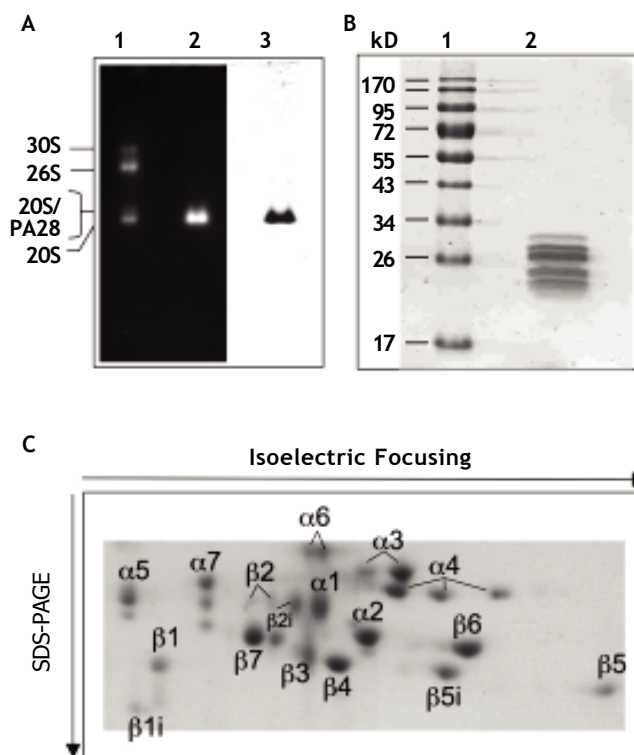 A
1 2 3
30S
26S
20S/
PA28
20S
B
kD 1 2
170
95
72
55
43
34
26
17
C
Isoelectric Focusing
SDS-PAGE
α6
α5 α7 β2 α3
β2i α1 α4
β1 β7 β3 β4 α2 β6
β1i β5i β5